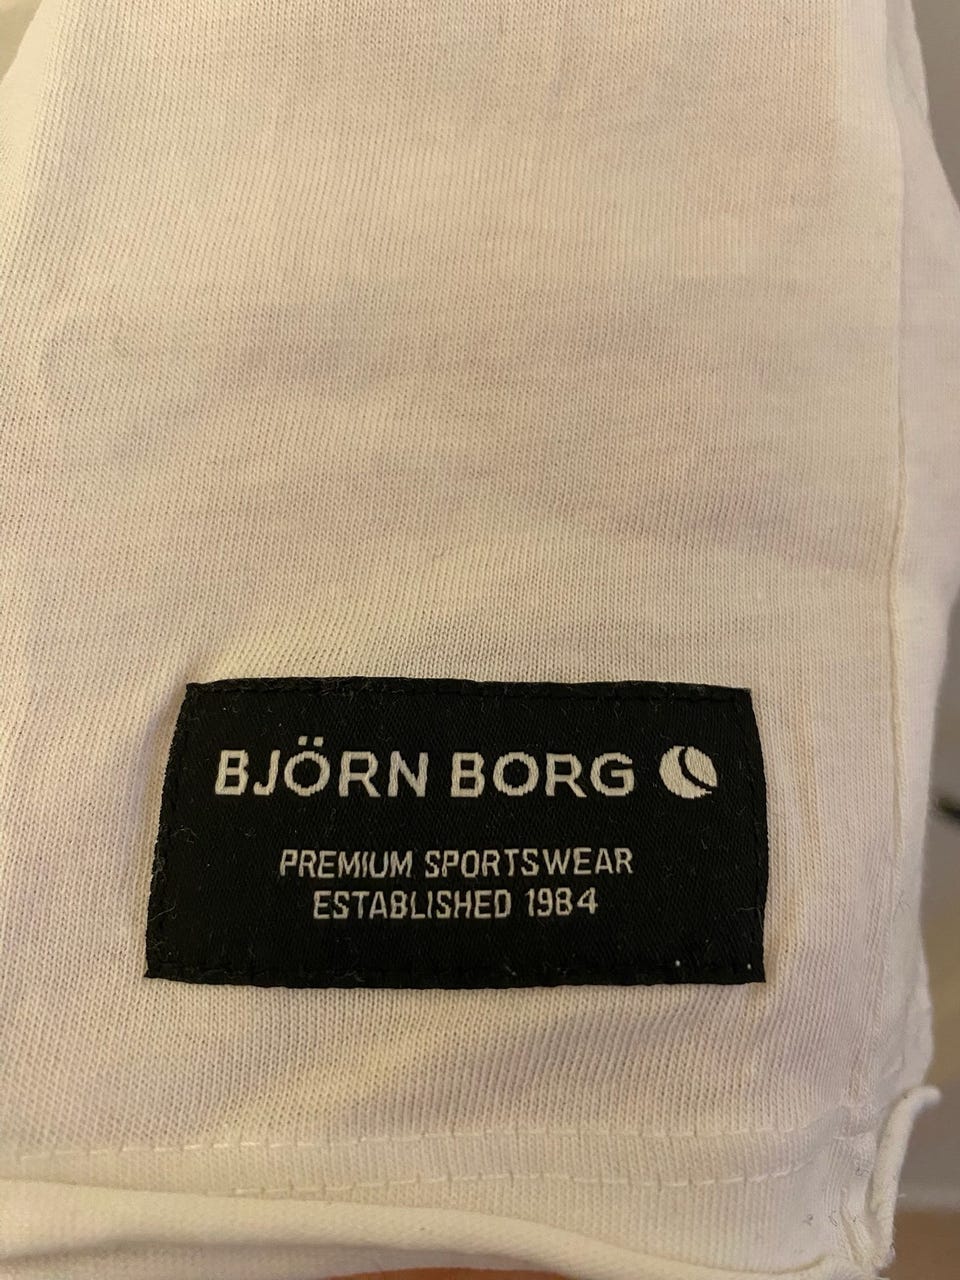 BJÖRN BORG
PREMIUM SPORTSWEAR
ESTABLISHED 1984